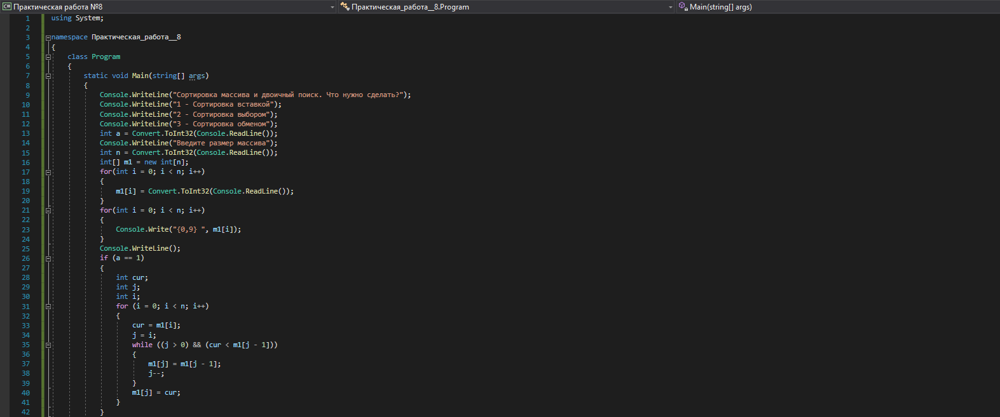 C# Практическая работа №8 Практическая_работа__8.Program Main(string[] args)
1 using System;
2
3 namespace Практическая_работа__8
4 {
5 class Program
6 {
7 static void Main(string[] args)
8 {
9 Console.WriteLine("Сортировка массива и двоичный поиск. Что нужно сделать?");
10 Console.WriteLine("1 - Сортировка вставкой");
11 Console.WriteLine("2 - Сортировка выбором");
12 Console.WriteLine("3 - Сортировка обменом");
13 int a = Convert.ToInt32(Console.ReadLine());
14 Console.WriteLine("Введите размер массива");
15 int n = Convert.ToInt32(Console.ReadLine());
16 int[] m1 = new int[n];
17 for(int i = 0; i < n; i++)
18 {
19 m1[i] = Convert.ToInt32(Console.ReadLine());
20 }
21 for(int i = 0; i < n; i++)
22 {
23 Console.Write("{0,9} ", m1[i]);
24 }
25 Console.WriteLine();
26 if (a == 1)
27 {
28 int cur;
29 int j;
30 int i;
31 for (i = 0; i < n; i++)
32 {
33 cur = m1[i];
34 j = i;
35 while ((j > 0) && (cur < m1[j - 1]))
36 {
37 m1[j] = m1[j - 1];
38 j--;
39 }
40 m1[j] = cur;
41 }
42 }